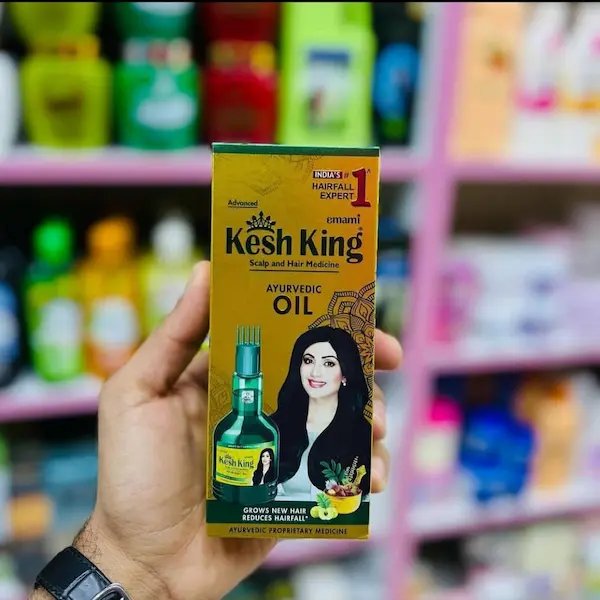 INDIA'S #1^
HAIRFALL
EXPERT
Advanced
emami
Kesh King®
Scalp and Hair Medicine
AYURVEDIC
OIL
Kesh King
GROWS NEW HAIR
REDUCES HAIRFALL*
AYURVEDIC PROPRIETARY MEDICINE